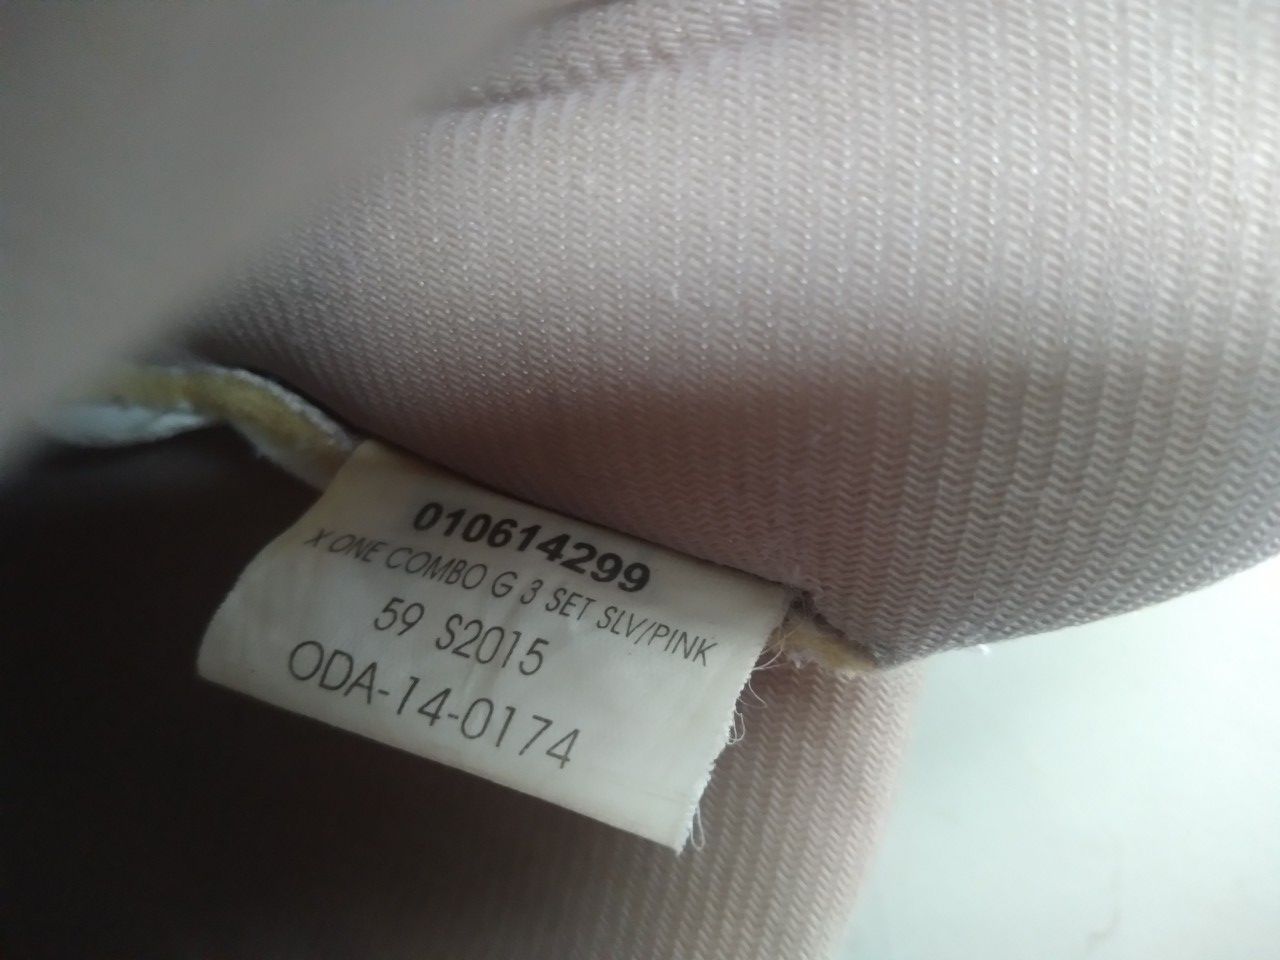 010614299
X ONE COMBO G 3 SET SLV/PINK
59 S2015
ODA-14-0174